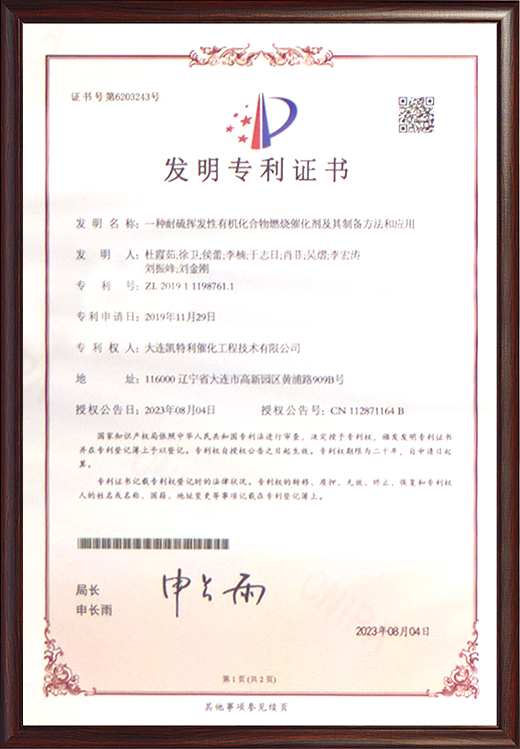 证书号第6203243号
发明专利证书
发明名称：一种耐硫挥发性有机化合物燃烧催化剂及其制备方法和应用
发明人：杜霞茹;徐卫;侯蕾;李楠;于志日;肖菲;吴熠;李宏涛
刘振峰;刘金刚
专利号：ZL 2019 1 1198761.1
专利申请日：2019年11月29日
专利权人：大连凯特利催化工程技术有限公司
地址：116000 辽宁省大连市高新园区黄浦路909B号
授权公告日：2023年08月04日 授权公告号：CN 112871164 B
国家知识产权局依照中华人民共和国专利法进行审查，决定授予专利权，颁发发明专利证书
并在专利登记簿上予以登记。专利权自授权公告之日起生效。专利权期限为二十年，自申请日起
算。
专利证书记载专利权登记时的法律状况。专利权的转移、质押、无效、终止、恢复和专利权
人的姓名或名称、国籍、地址变更等事项记载在专利登记簿上。
局长
申长雨
申长雨
2023年08月04日
第1页(共2页)
其他事项参见续页